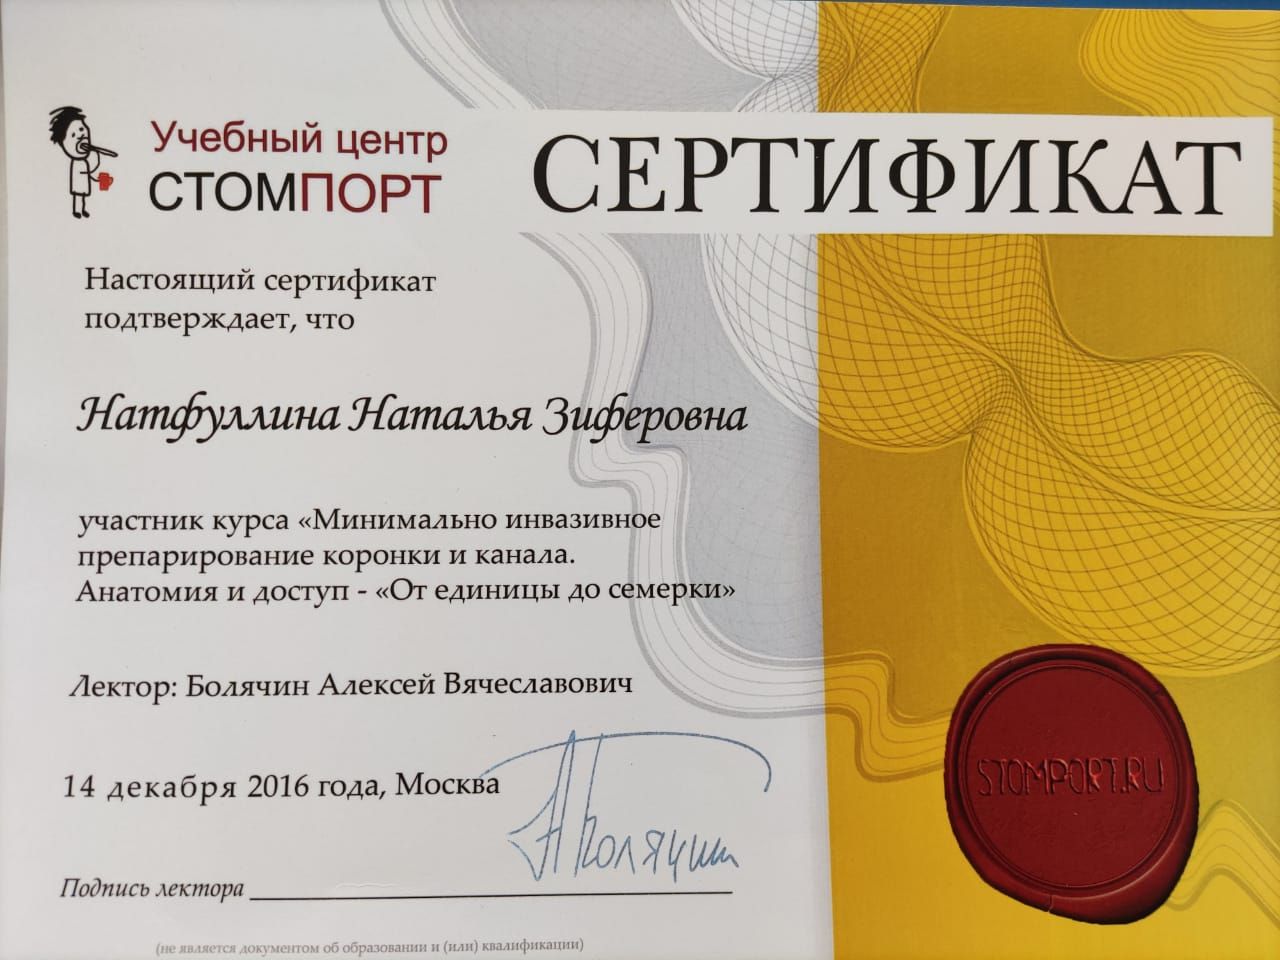 Учебный центр
СТОМПОРТ
СЕРТИФИКАТ
Настоящий сертификат
подтверждает, что
Натфуллина Наталья Зиферовна
участник курса «Минимально инвазивное
препарирование коронки и канала.
Анатомия и доступ - «От единицы до семерки»
Лектор: Болячин Алексей Вячеславович
14 декабря 2016 года, Москва
А Болячин
Подпись лектора
STOMPORT.RU
(не является документом об образовании и (или) квалификации)